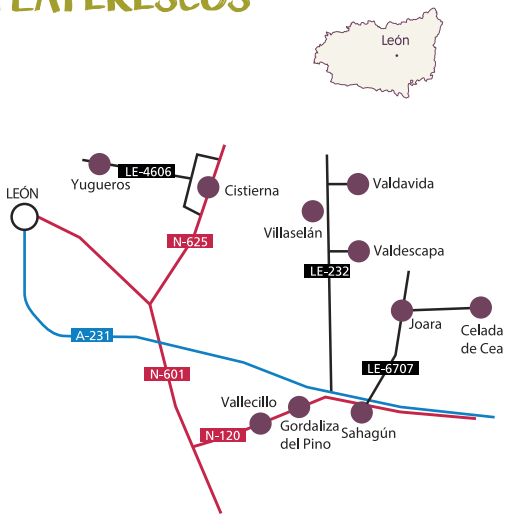 LATERESCOS
León
LE-4606
Yugueros
Cistierna
LEÓN
Valdavida
Villaselán
N-625
Valdescapa
LE-232
A-231
Joara
Celada
de Cea
LE-6707
N-601
Vallecillo
Gordaliza
del Pino
Sahagún
N-120